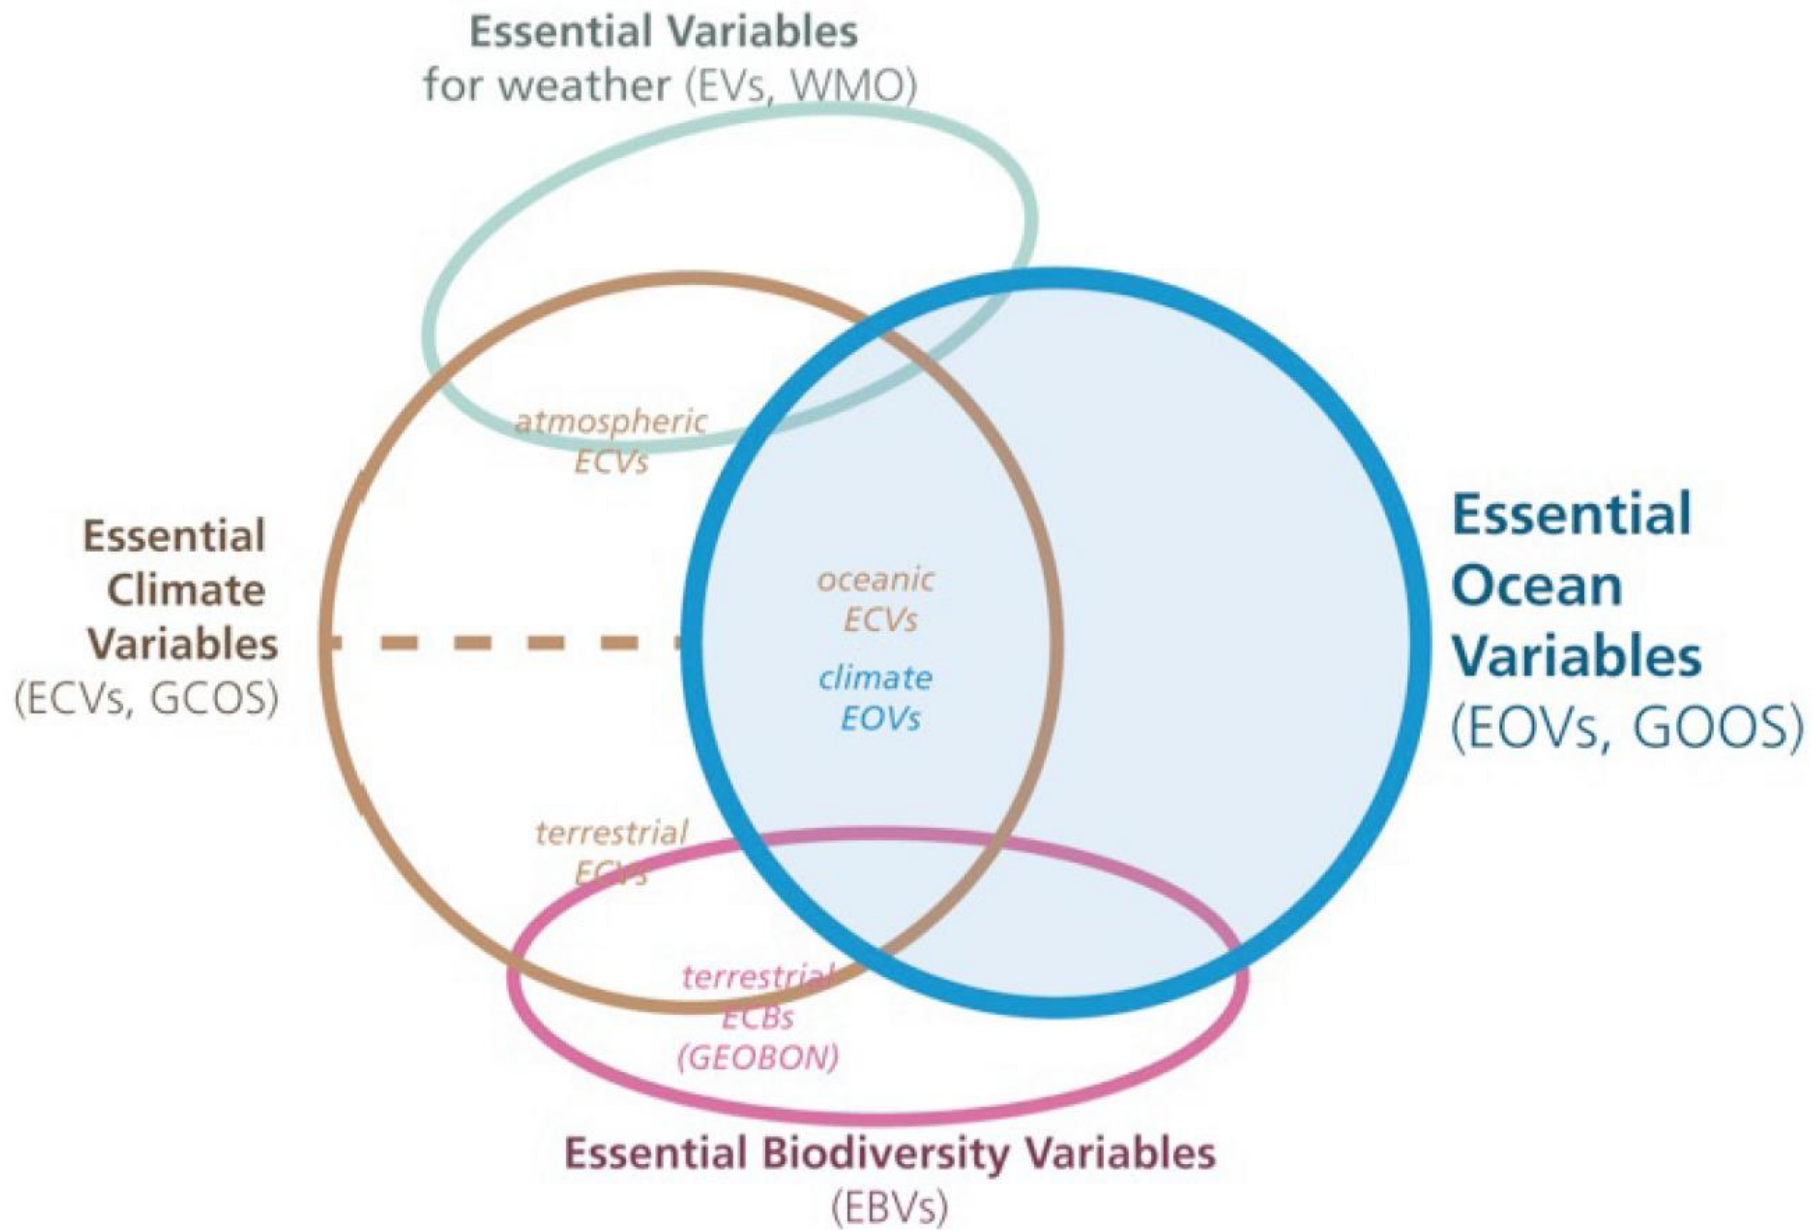 Essential Variables
for weather (EVs, WMO)
atmospheric
ECVs
Essential
Climate
Variables
(ECVs, GCOS)
oceanic
ECVs
climate
EOVs
Essential
Ocean
Variables
(EOVs, GOOS)
terrestrial
ECVs
terrestrial
ECBs
(GEOBON)
Essential Biodiversity Variables
(EBVs)